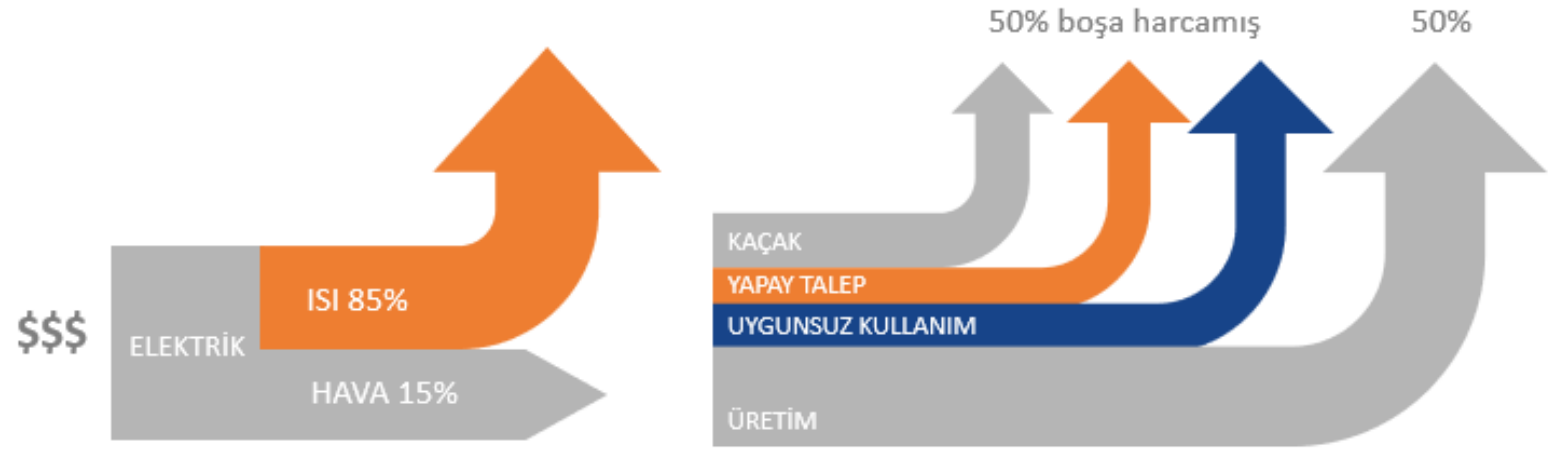 $$$
ELEKTRİK
ISI 85%
HAVA 15%
50% boşa harcamış
50%
KAÇAK
YAPAY TALEP
UYGUNSUZ KULLANIM
ÜRETİM